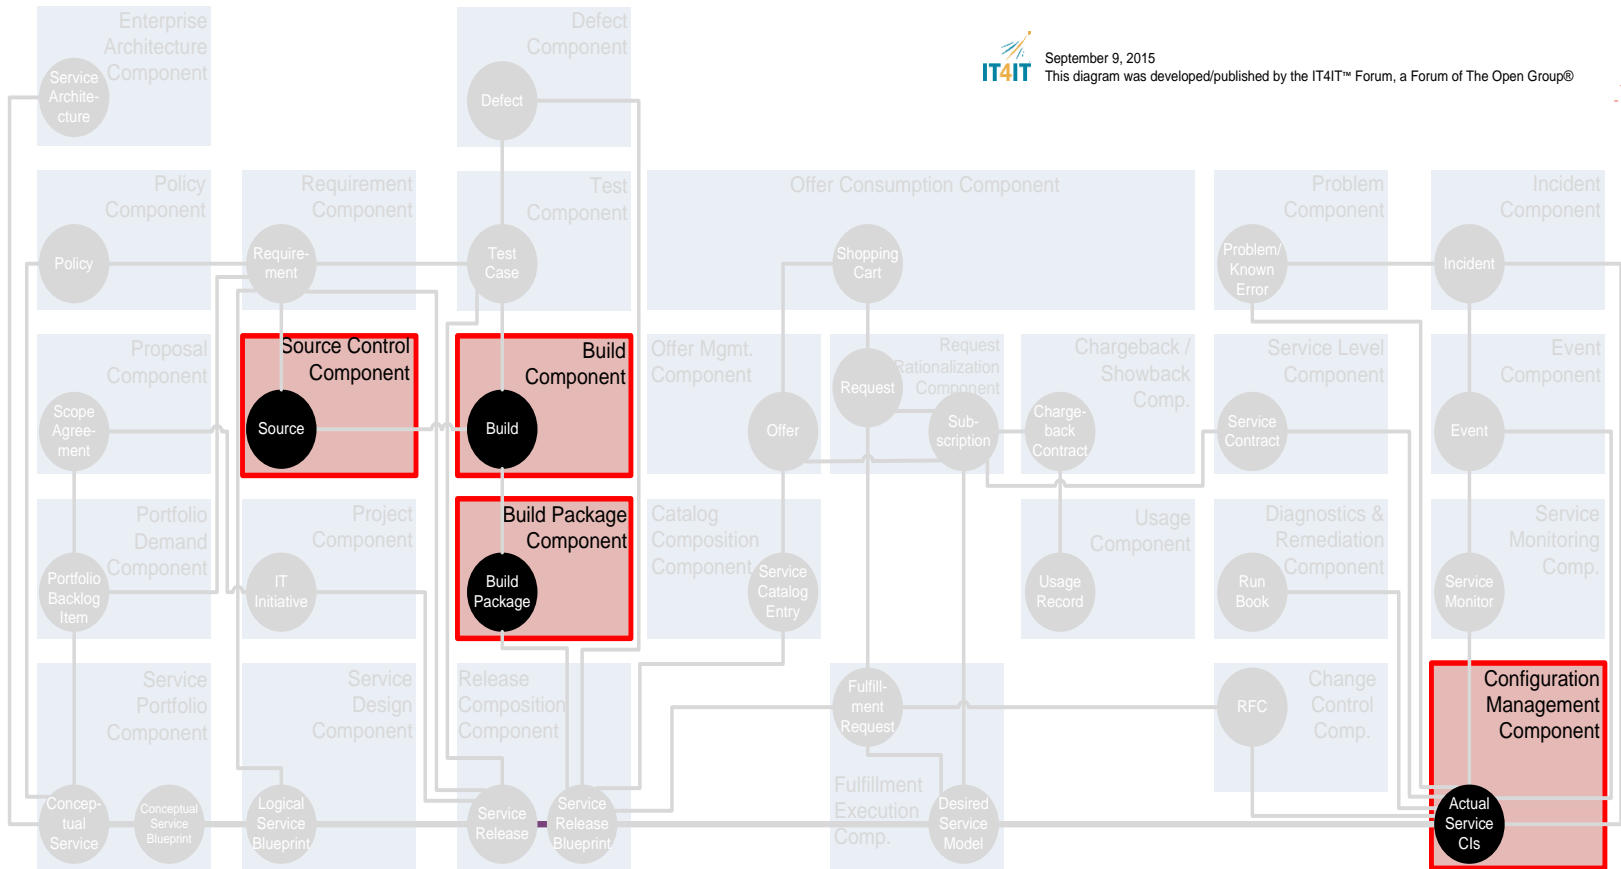 Enterprise
Architecture
Component
Service
Archite-
cture
Defect
Component
Defect
IT4IT
September 9, 2015
This diagram was developed/published by the IT4IT™ Forum, a Forum of The Open Group®
Policy
Component
Policy
Requirement
Component
Require-
ment
Test
Component
Test
Case
Offer Consumption Component
Shopping
Cart
Problem
Component
Problem/
Known
Error
Incident
Component
Incident
Proposal
Component
Scope
Agree-
ment
Source Control
Component
Source
Build
Component
Build
Offer Mgmt.
Component
Offer
Request
Rationalization
Component
Request
Sub-
scription
Chargeback /
Showback
Comp.
Charge-
back
Contract
Service Level
Component
Service
Contract
Event
Component
Event
Portfolio
Demand
Component
Portfolio
Backlog
Item
Project
Component
IT
Initiative
Build Package
Component
Build
Package
Catalog
Composition
Component
Service
Catalog
Entry
Usage
Component
Usage
Record
Diagnostics &
Remediation
Component
Run
Book
Service
Monitoring
Comp.
Service
Monitor
Service
Portfolio
Component
Concep-
tual
Service
Conceptual
Service
Blueprint
Service
Design
Component
Logical
Service
Blueprint
Release
Composition
Component
Service
Release
Service
Release
Blueprint
Fulfill-
ment
Request
Fulfillment
Execution
Comp.
Desired
Service
Model
Change
Control
Comp.
RFC
Configuration
Management
Component
Actual
Service
CIs